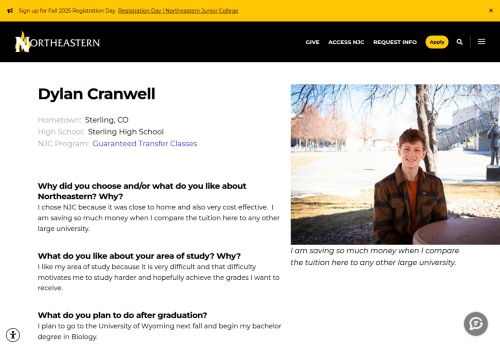 Sign up for Fall 2025 Registration Day Registration Day | Northeastern Junior College ×
NORTHEASTERN
GIVE ACCESS NJC REQUEST INFO Apply
Dylan Cranwell
Hometown: Sterling, CO
High School: Sterling High School
NJC Program: Guaranteed Transfer Classes
Why did you choose and/or what do you like about
Northeastern? Why?
I chose NJC because it was close to home and also very cost effective. I
am saving so much money when I compare the tuition here to any other
large university.
I am saving so much money when I compare
the tuition here to any other large university.
What do you like about your area of study? Why?
I like my area of study because it is very difficult and that difficulty
motivates me to study harder and hopefully achieve the grades I want to
receive.
What do you plan to do after graduation?
I plan to go to the University of Wyoming next fall and begin my bachelor
degree in Biology.